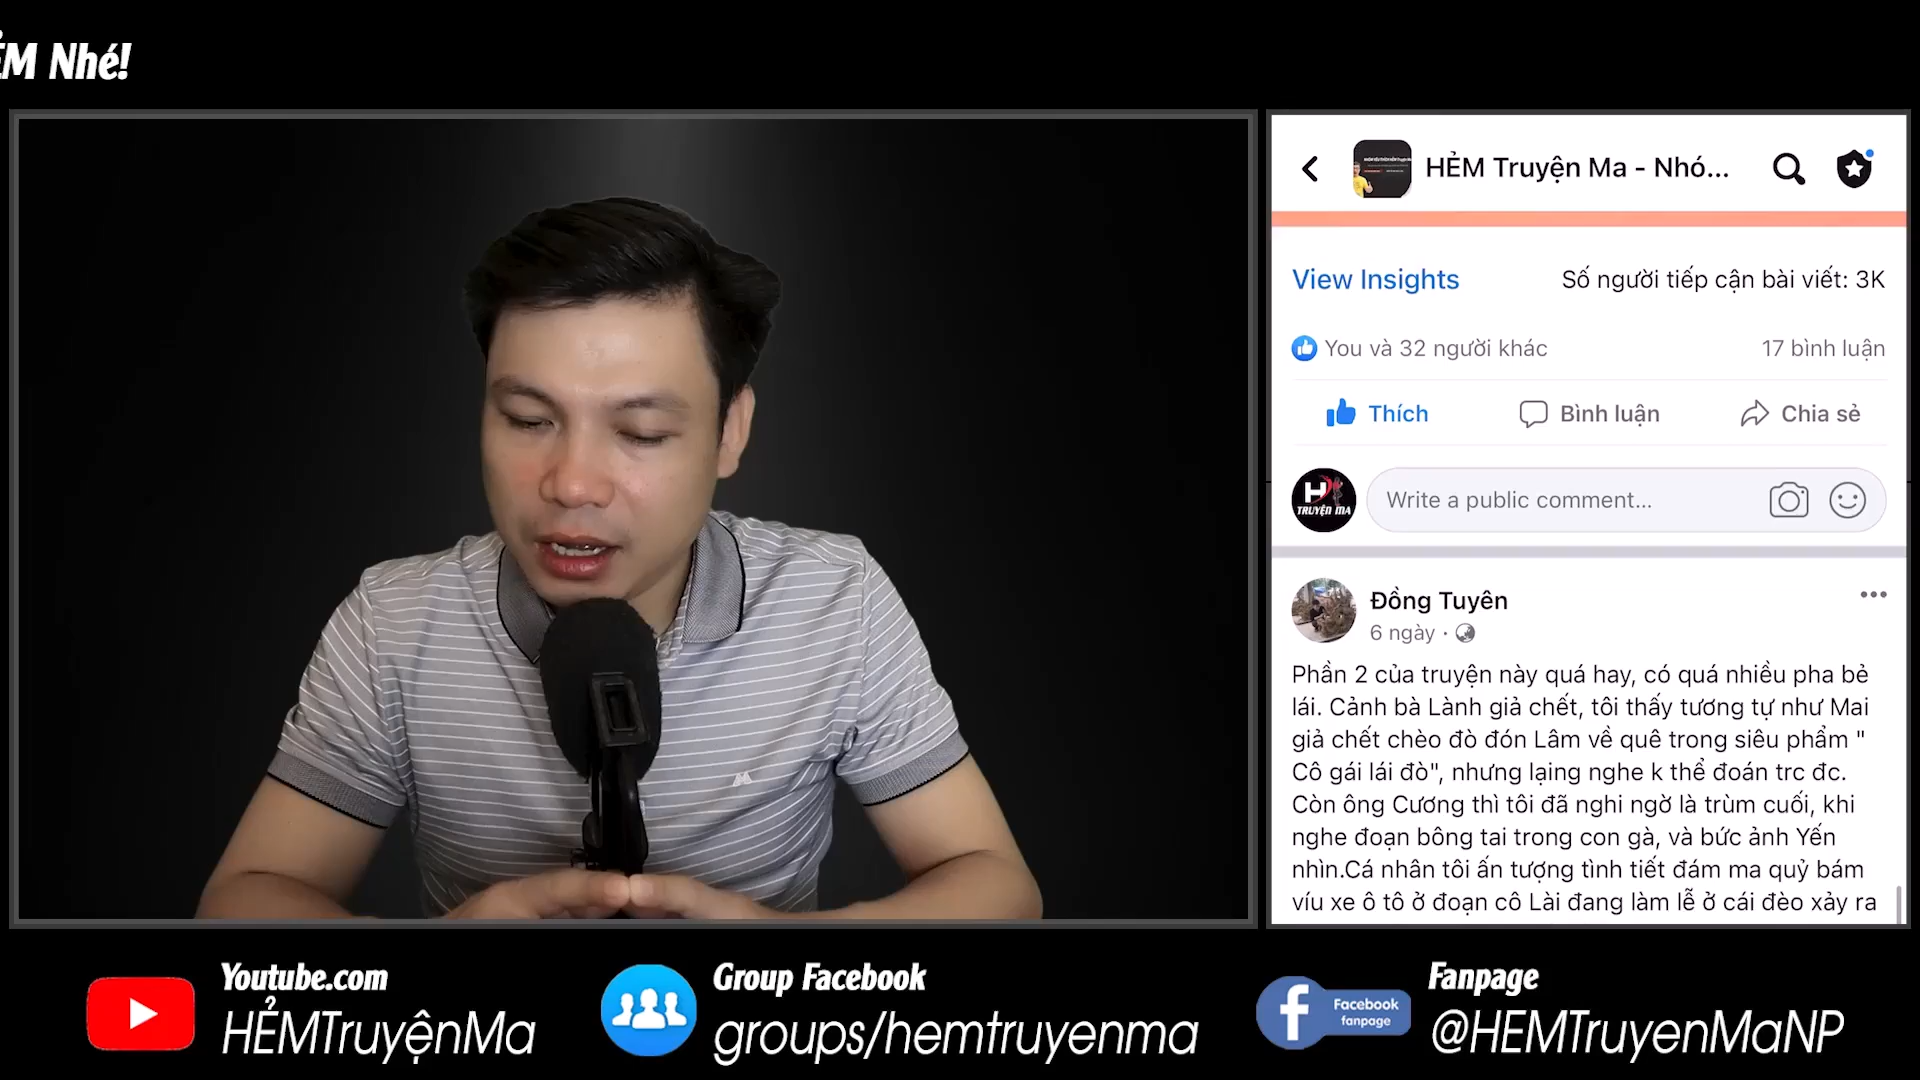 ẺM Nhé!
HẺM Truyện Ma - Nhó...
View Insights
Số người tiếp cận bài viết: 3K
You và 32 người khác
17 bình luận
Thích
Bình luận
Chia sẻ
H
TRUYỆN MA
Write a public comment...
Đồng Tuyên
6 ngày ·
Phần 2 của truyện này quá hay, có quá nhiều pha bẻ
lái. Cảnh bà Lành giả chết, tôi thấy tương tự như Mai
giả chết chèo đò đón Lâm về quê trong siêu phẩm "
Cô gái lái đò", nhưng lạing nghe k thể đoán trc đc.
Còn ông Cương thì tôi đã nghi ngờ là trùm cuối, khi
nghe đoạn bông tai trong con gà, và bức ảnh Yến
nhìn.Cá nhân tôi ấn tượng tình tiết đám ma quỷ bám
víu xe ô tô ở đoạn cô Lài đang làm lễ ở cái đèo xảy ra
Youtube.com
HẺMTruyệnMa
Group Facebook
groups/hemtruyenma
Facebook
fanpage
Fanpage
@HEMTruyenMaNP